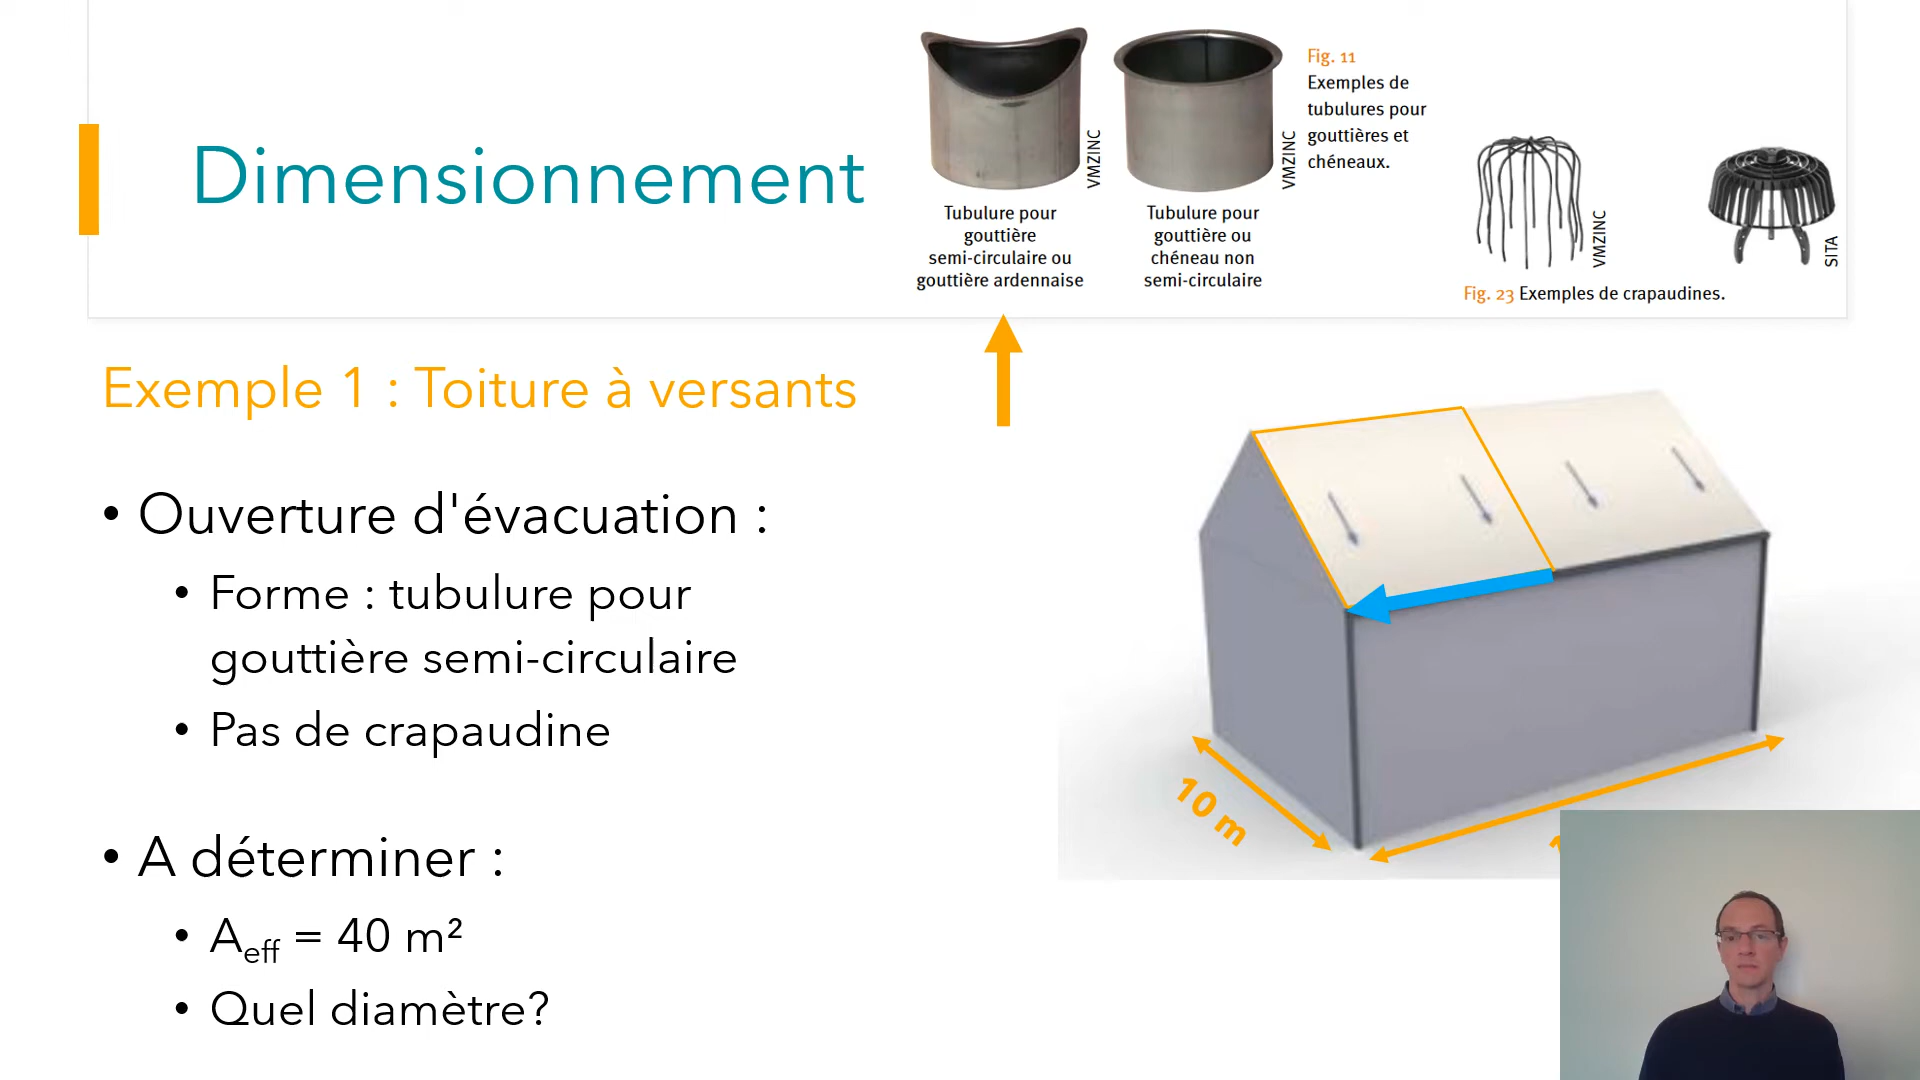 Dimensionnement
VMZINC
VMZINC
Fig. 11
Exemples de
tubulures pour
gouttières et
chéneaux.
Tubulure pour
gouttière
semi-circulaire ou
gouttière ardennaise
Tubulure pour
gouttière ou
chéneau non
semi-circulaire
VMZINC
SITA
Fig. 23 Exemples de crapaudines.
Exemple 1 : Toiture à versants
• Ouverture d'évacuation :
• Forme : tubulure pour
gouttière semi-circulaire
• Pas de crapaudine
• A déterminer :
• Aeff = 40 m²
• Quel diamètre?
10 m